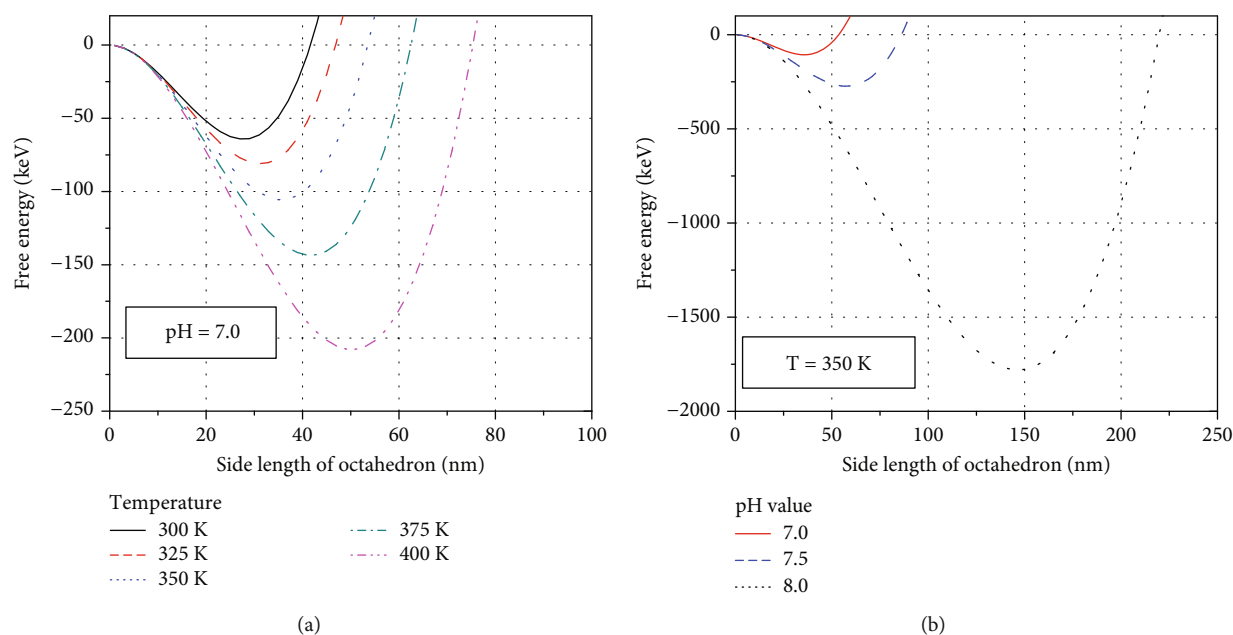 0
−50
−100
−150
−200
−250
Free energy (keV)
pH = 7.0
0 20 40 60 80 100
Side length of octahedron (nm)
Temperature
300 K
325 K
350 K
375 K
400 K
(a)
0
−500
−1000
−1500
−2000
Free energy (keV)
T = 350 K
0 50 100 150 200 250
Side length of octahedron (nm)
pH value
7.0
7.5
8.0
(b)